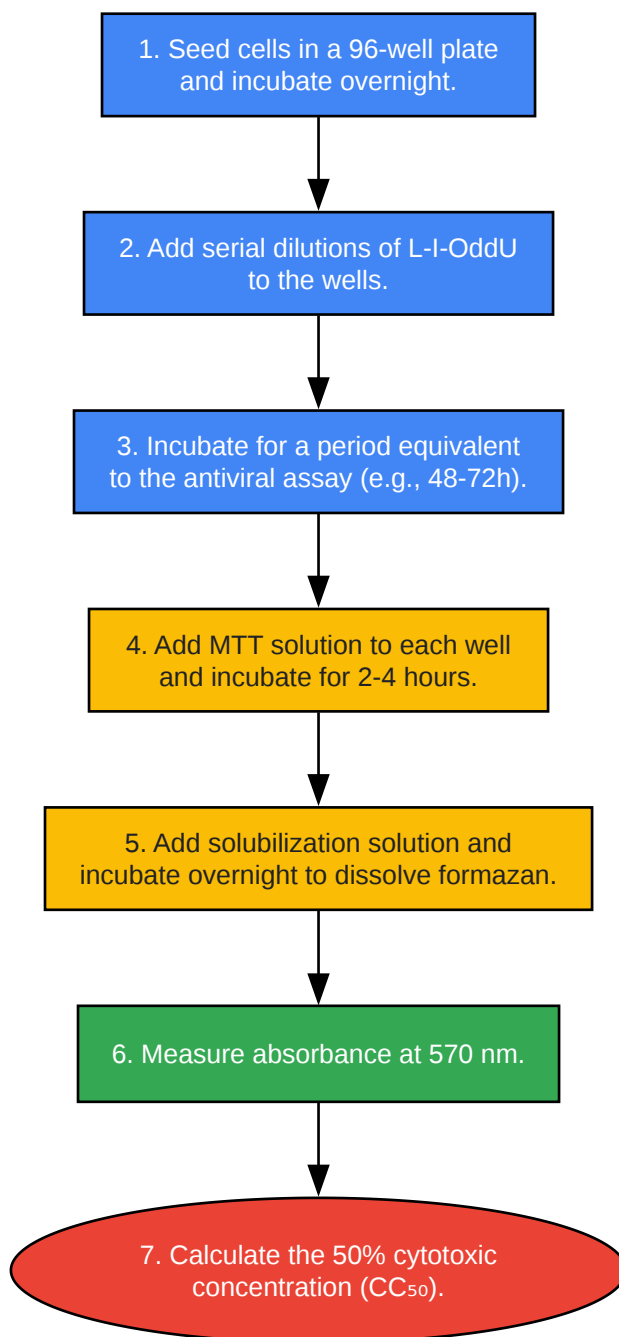 1. Seed cells in a 96-well plate
and incubate overnight.
2. Add serial dilutions of L-I-OddU
to the wells.
3. Incubate for a period equivalent
to the antiviral assay (e.g., 48-72h).
4. Add MTT solution to each well
and incubate for 2-4 hours.
5. Add solubilization solution and
incubate overnight to dissolve formazan.
6. Measure absorbance at 570 nm.
7. Calculate the 50% cytotoxic
concentration (CC₅₀).